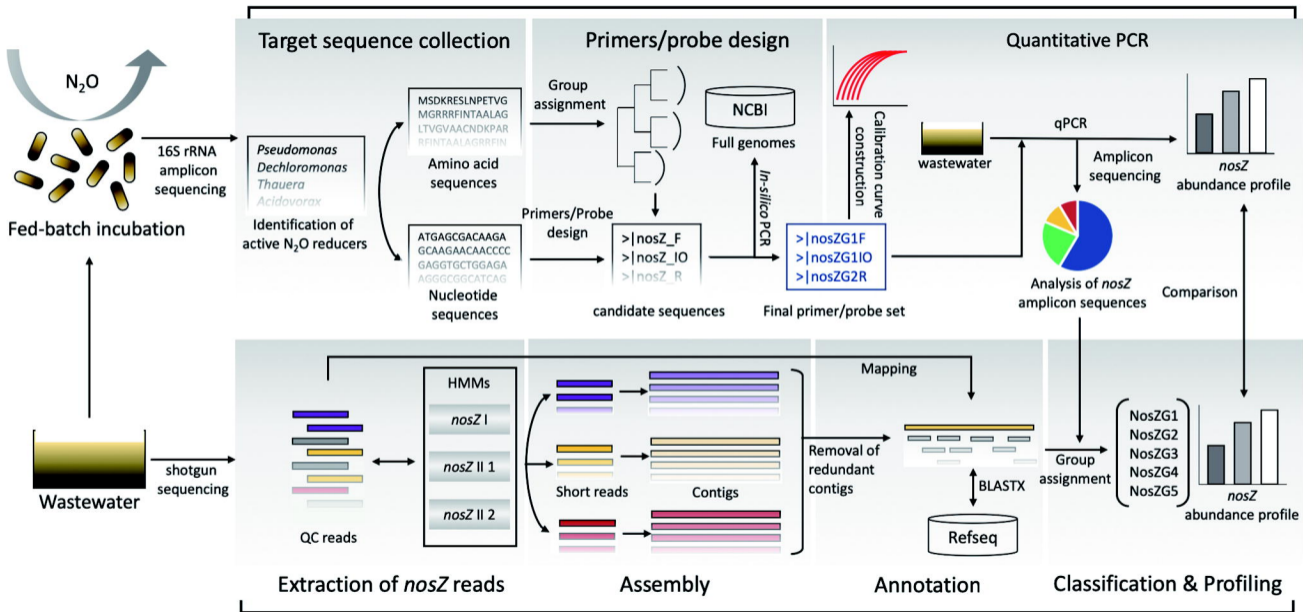 Target sequence collection
Primers/probe design
Quantitative PCR
N2O
Fed-batch incubation
16S rRNA
amplicon
sequencing
Pseudomonas
Dechloromonas
Thauera
Acidovorax
Identification of
active N2O reducers
MSDKRESLNPETVG
MGRRRFINTAALAG
LTVGVAACNDKPAR
RFINTAALAGRRFIN
Amino acid
sequences
ATGAGCGACAAGA
GCAAGAACAACCCC
GAGGTGCTGGAGA
AGGGCGGCATCAG
Nucleotide
sequences
Group
assignment
Primers/Probe
design
NCBI
Full genomes
In-silico PCR
>|nosZ_F
>|nosZ_IO
>|nosZ_R
candidate sequences
Calibration curve
construction
>|nosZG1F
>|nosZG1IO
>|nosZG2R
Final primer/probe set
wastewater
qPCR
Amplicon
sequencing
nosZ
abundance profile
Analysis of nosZ
amplicon sequences
Comparison
Wastewater
shotgun
sequencing
QC reads
HMMs
nosZ I
nosZ II 1
nosZ II 2
Short reads
Contigs
Removal of
redundant
contigs
Mapping
BLASTX
Refseq
Group
assignment
NosZG1
NosZG2
NosZG3
NosZG4
NosZG5
nosZ
abundance profile
Extraction of nosZ reads
Assembly
Annotation
Classification & Profiling